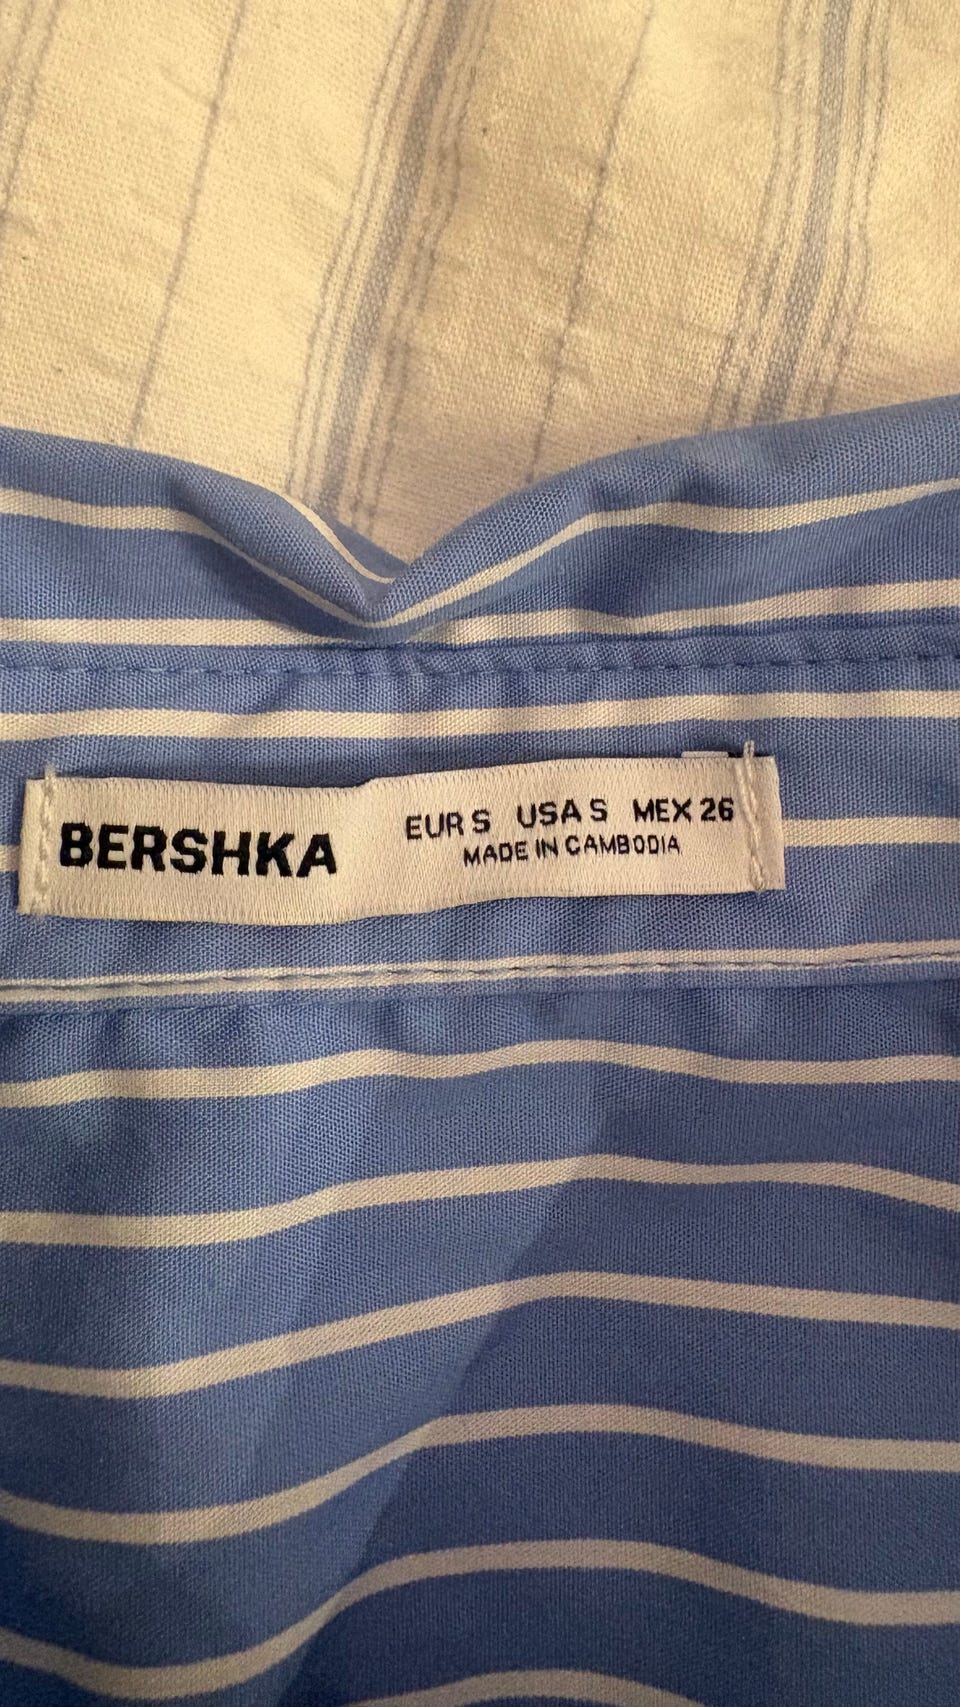 BERSHKA
EUR S USA S MEX 26
MADE IN CAMBODIA